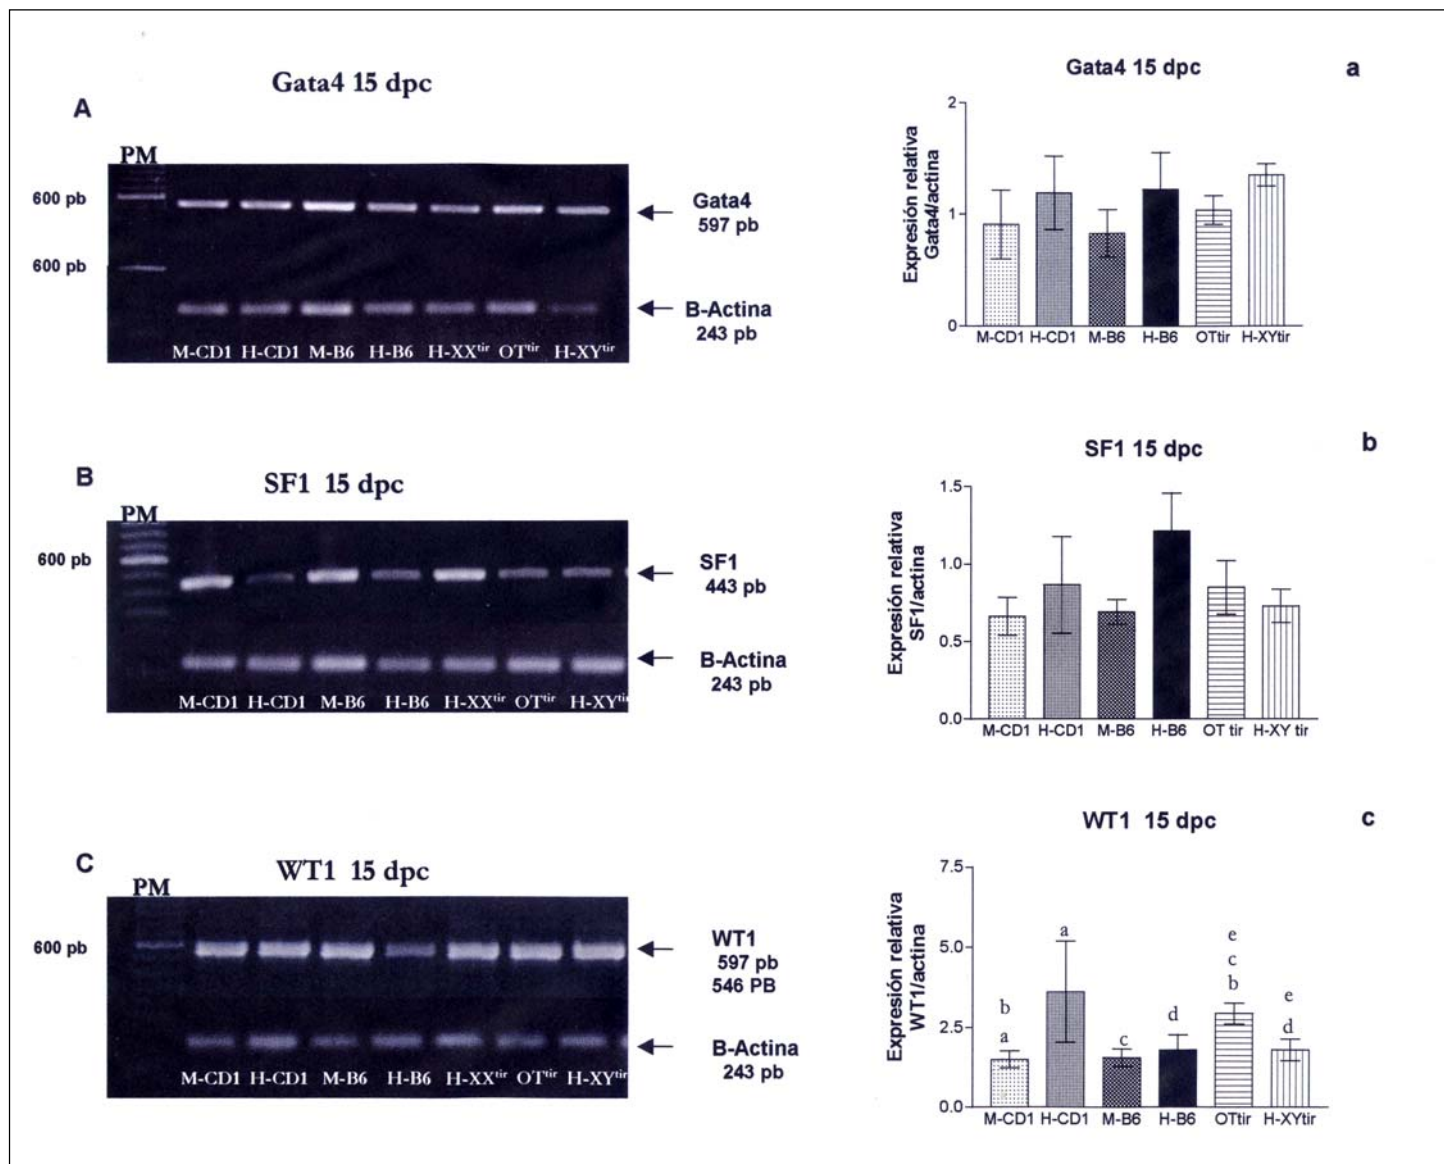 Gata4 15 dpc
A
PM
600 pb
600 pb
Gata4
597 pb
B-Actina
243 pb
M-CD1 H-CD1 M-B6 H-B6 H-XXtir OTtir H-XYtir
Gata4 15 dpc
a
Expresión relativa
Gata4/actina
2
1
0
M-CD1 H-CD1 M-B6 H-B6 OTtir H-XYtir
B
SF1 15 dpc
PM
600 pb
SF1
443 pb
B-Actina
243 pb
M-CD1 H-CD1 M-B6 H-B6 H-XXtir OTtir H-XYtir
SF1 15 dpc
b
Expresión relativa
SF1/actina
1.5
1.0
0.5
0.0
M-CD1 H-CD1 M-B6 H-B6 OT tir H-XY tir
C
WT1 15 dpc
PM
600 pb
WT1
597 pb
546 PB
B-Actina
243 pb
M-CD1 H-CD1 M-B6 H-B6 H-XXtir OTtir H-XYtir
WT1 15 dpc
c
Expresión relativa
WT1/actina
7.5
5.0
2.5
0.0
b
a
a
c
d
e
c
b
e
d
M-CD1 H-CD1 M-B6 H-B6 OTtir H-XYtir